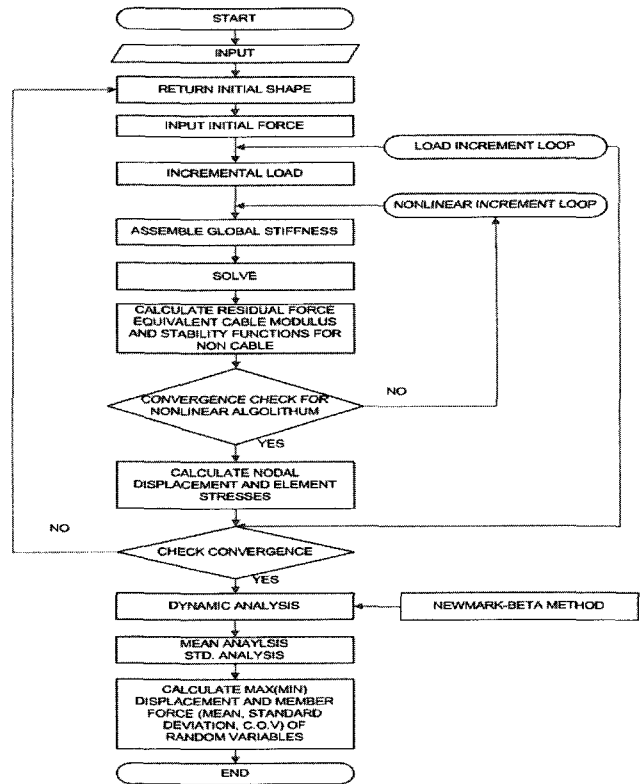 START
INPUT
RETURN INITIAL SHAPE
INPUT INITIAL FORCE
LOAD INCREMENT LOOP
INCREMENTAL LOAD
NONLINEAR INCREMENT LOOP
ASSEMBLE GLOBAL STIFFNESS
SOLVE
CALCULATE RESIDUAL FORCE
EQUIVALENT CABLE MODULUS
AND STABILITY FUNCTIONS FOR
NON CABLE
CONVERGENCE CHECK FOR
NONLINEAR ALGOLITHUM
NO
YES
CALCULATE NODAL
DISPLACEMENT AND ELEMENT
STRESSES
NO
CHECK CONVERGENCE
YES
DYNAMIC ANALYSIS
NEWMARK-BETA METHOD
MEAN ANAYLSIS
STD. ANALYSIS
CALCULATE MAX(MIN)
DISPLACEMENT AND MEMBER
FORCE (MEAN, STANDARD
DEVIATION, C.O.V) OF
RANDOM VARIABLES
END